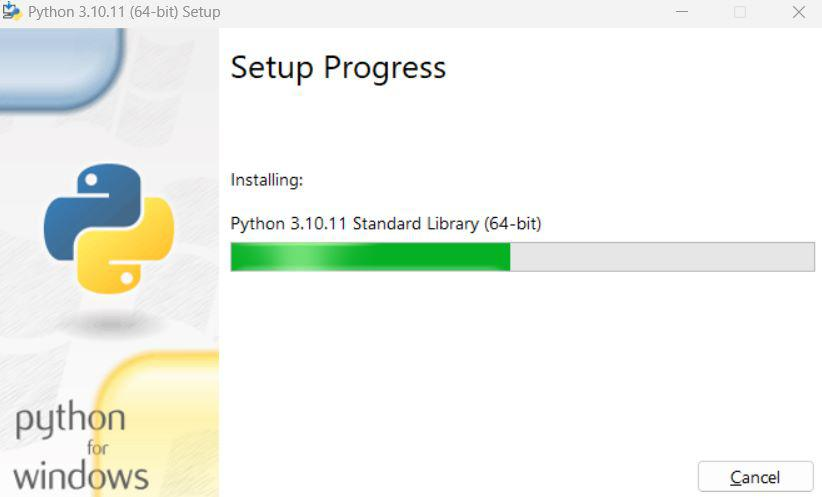 Python 3.10.11 (64-bit) Setup
Setup Progress
Installing:
Python 3.10.11 Standard Library (64-bit)
python
for
windows
Cancel